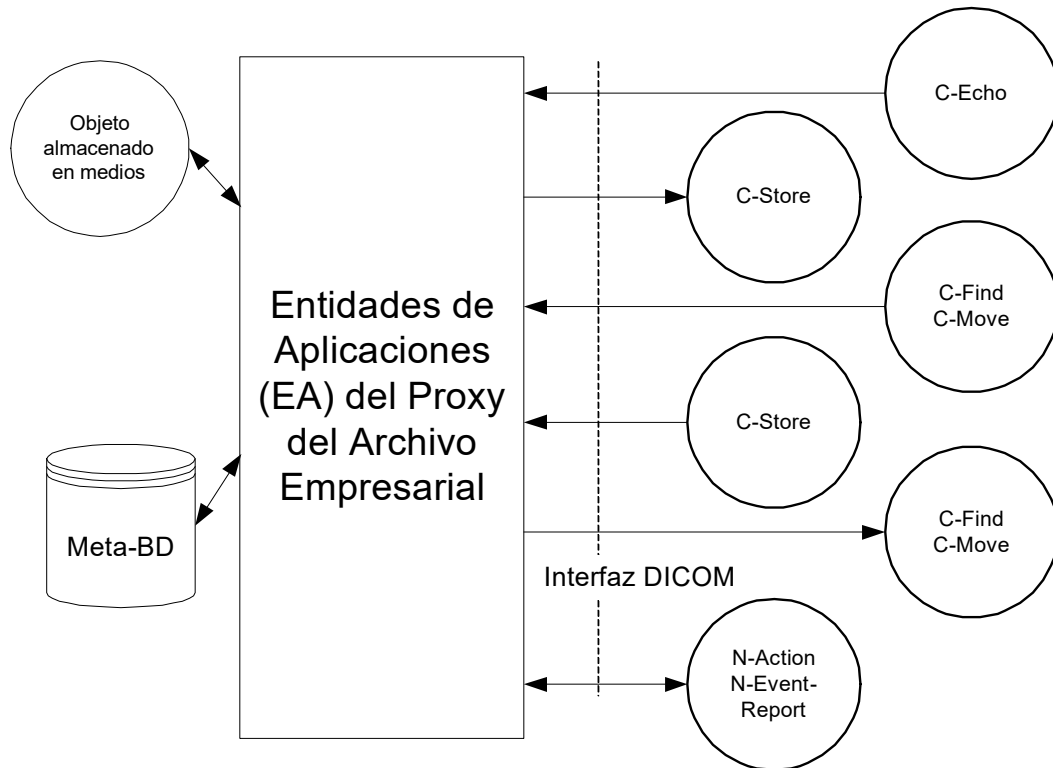 Objeto
almacenado
en medios
Meta-BD
Entidades de
Aplicaciones
(EA) del Proxy
del Archivo
Empresarial
C-Echo
C-Store
C-Find
C-Move
C-Store
C-Find
C-Move
Interfaz DICOM
N-Action
N-Event-
Report